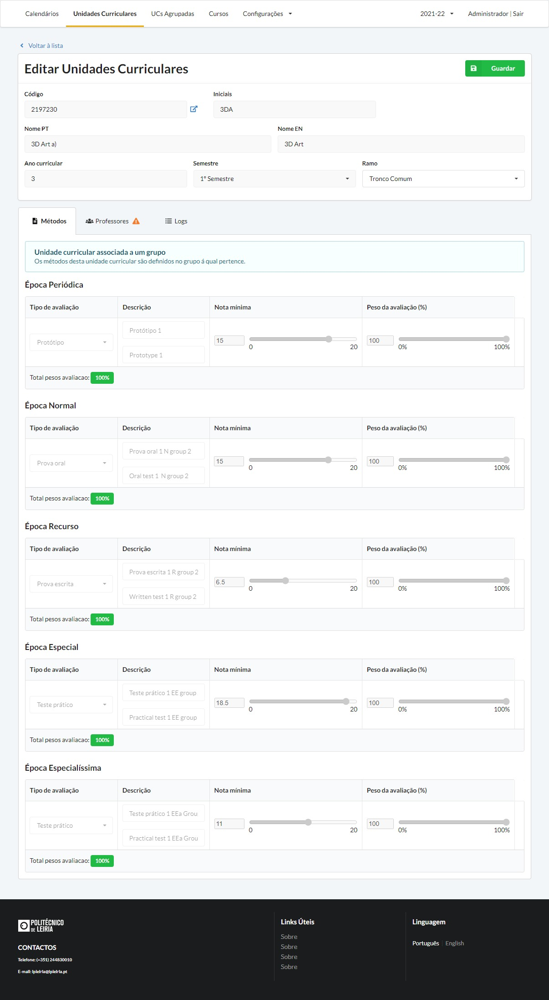 Calendários Unidades Curriculares UCs Agrupadas Cursos Configurações 2021-22 Administrador | Sair
Voltar à lista
Editar Unidades Curriculares Guardar
Código Iniciais
2197230 3DA
Nome PT Nome EN
3D Art a) 3D Art
Ano curricular Semestre Ramo
3 1º Semestre Tronco Comum
Métodos Professores Logs
Unidade curricular associada a um grupo
Os métodos desta unidade curricular são definidos no grupo á qual pertence.
Época Periódica
Tipo de avaliação Descrição Nota mínima Peso da avaliação (%)
Protótipo 1
Protótipo 15 100
0 20 0% 100%
Prototype 1
Total pesos avaliacao: 100%
Época Normal
Tipo de avaliação Descrição Nota mínima Peso da avaliação (%)
Prova oral 1 N group 2
Prova oral 15 100
0 20 0% 100%
Oral test 1 N group 2
Total pesos avaliacao: 100%
Época Recurso
Tipo de avaliação Descrição Nota mínima Peso da avaliação (%)
Prova escrita 1 R group 2
Prova escrita 6.5 100
0 20 0% 100%
Written test 1 R group 2
Total pesos avaliacao: 100%
Época Especial
Tipo de avaliação Descrição Nota mínima Peso da avaliação (%)
Teste prático 1 EE group
Teste prático 18.5 100
0 20 0% 100%
Practical test 1 EE group
Total pesos avaliacao: 100%
Época Especialíssima
Tipo de avaliação Descrição Nota mínima Peso da avaliação (%)
Teste prático 1 EEa Grou
Teste prático 11 100
0 20 0% 100%
Practical test 1 EEa Grou
Total pesos avaliacao: 100%
POLITÉCNICO
DE LEIRIA
CONTACTOS
Telefone: (+351) 244830010
E-mail: ipleiria@ipleiria.pt
Links Úteis
Sobre
Sobre
Sobre
Sobre
Linguagem
Português | English